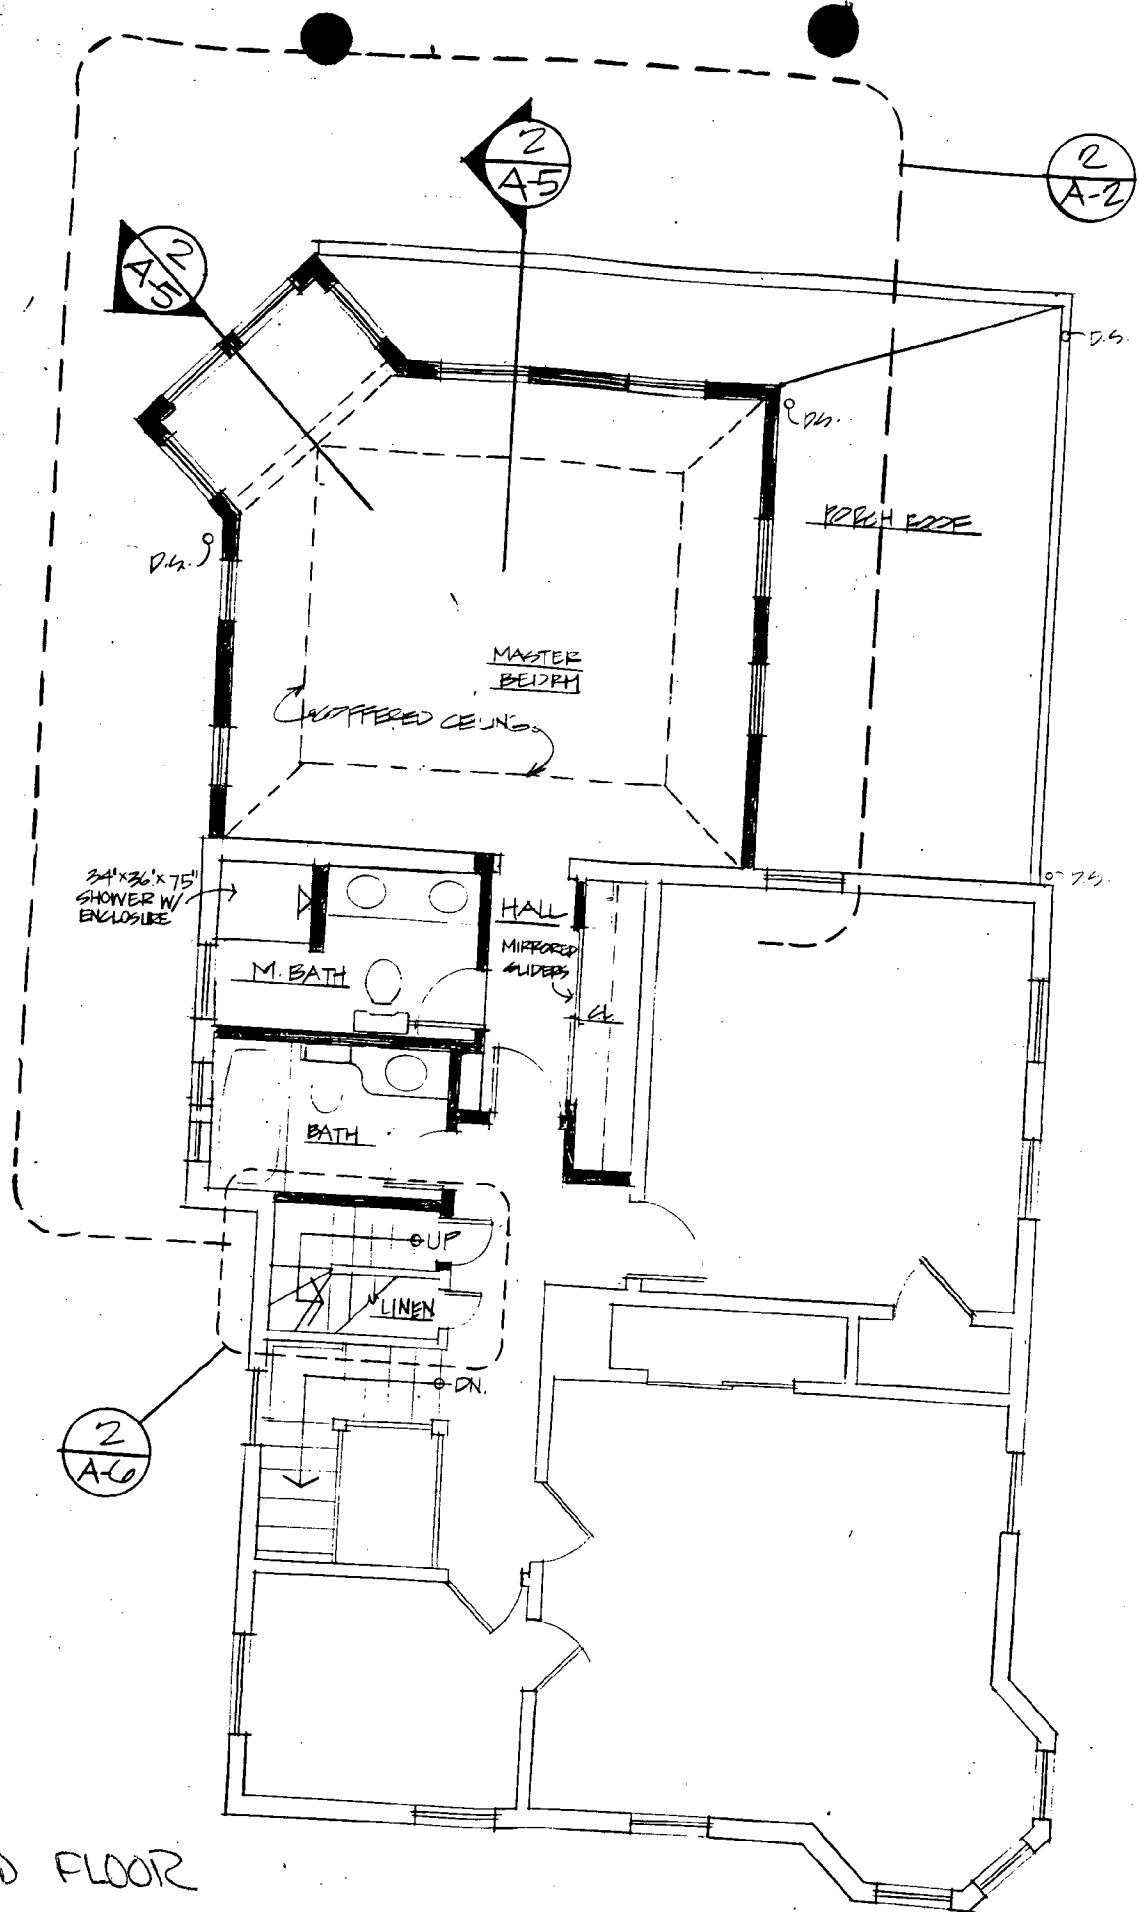 2
A-5
2
A-2
2
A-5
D.S.
D.S.
PORCH ROOF
D.S.
MASTER
BEDRM
COFFERED CEILING
34"x36"x75"
SHOWER W/
ENCLOSURE
D.S.
HALL
MIRRORED
SLIDERS
M. BATH
CL.
BATH
UP
LINEN
DN.
2
A-6
D FLOOR